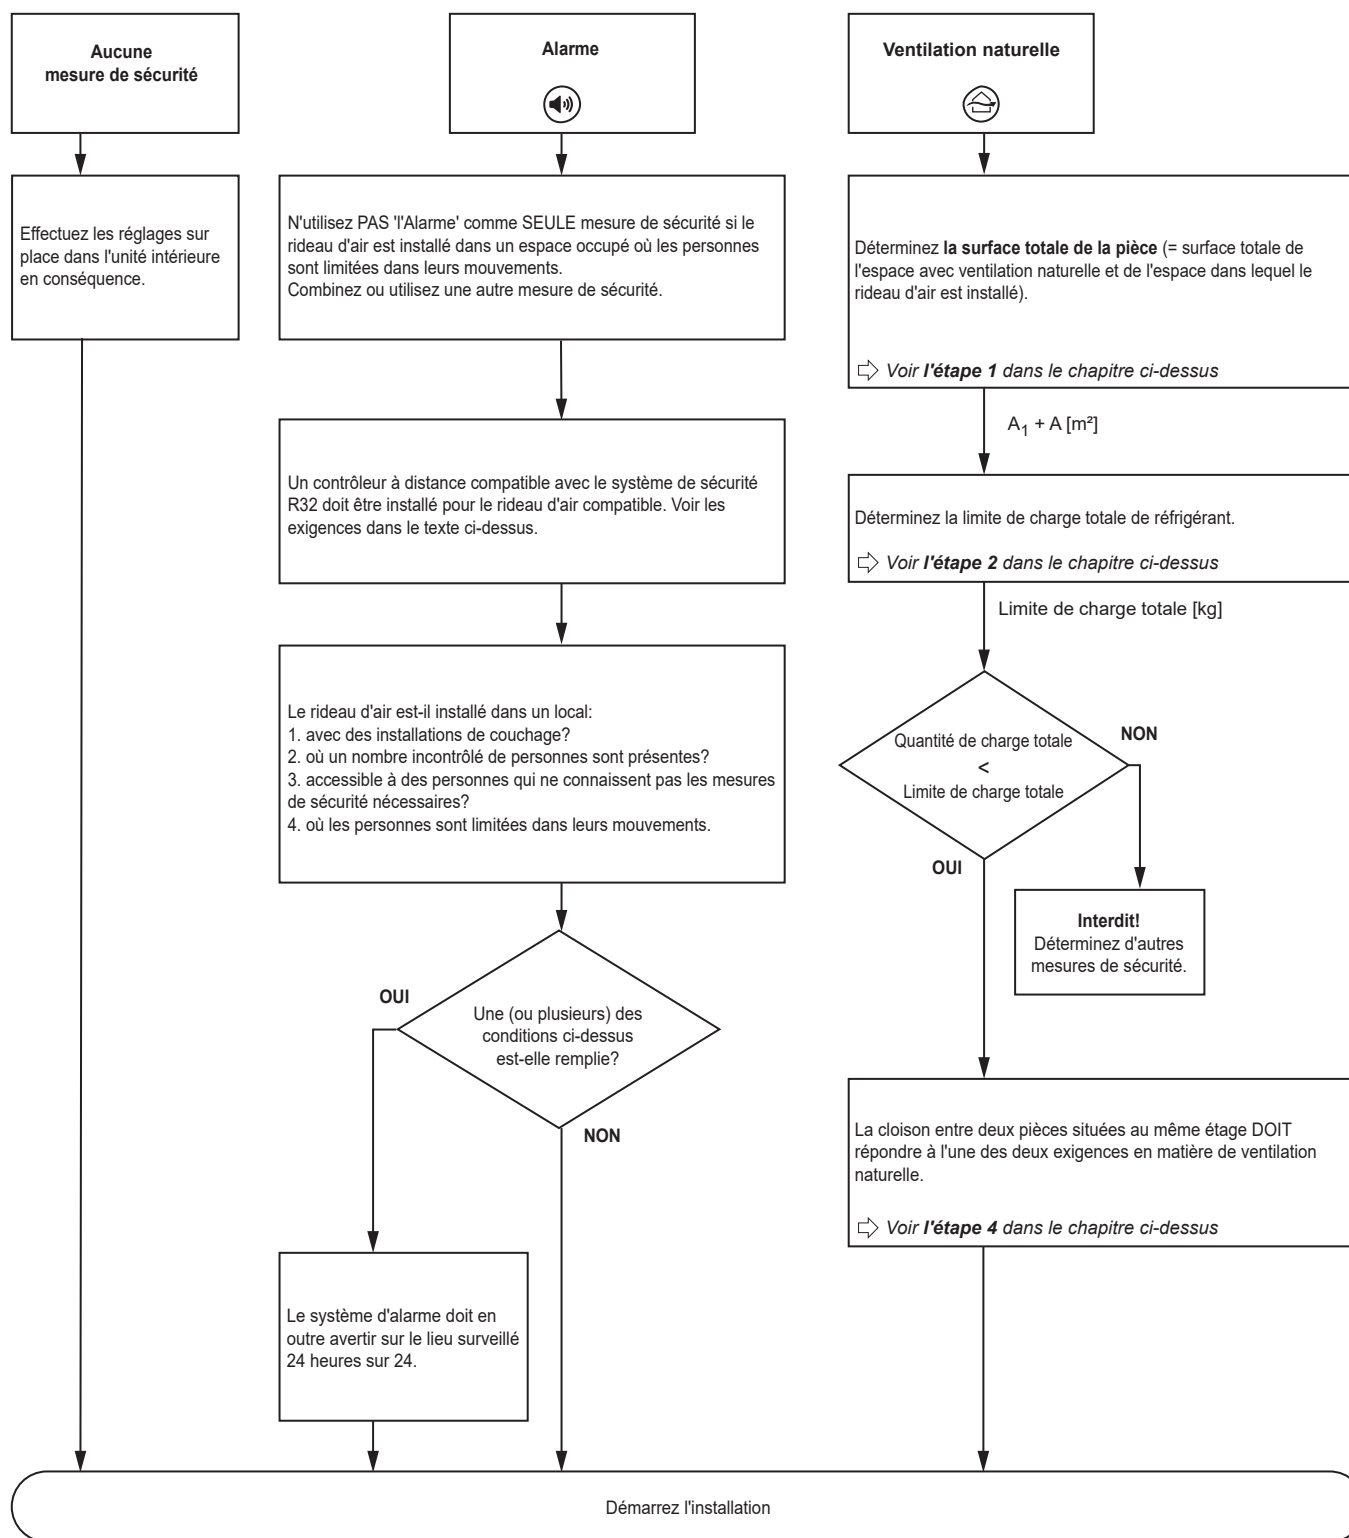 Aucune
mesure de sécurité
Effectuez les réglages sur
place dans l'unité intérieure
en conséquence.
Alarme
N'utilisez PAS 'l'Alarme' comme SEULE mesure de sécurité si le
rideau d'air est installé dans un espace occupé où les personnes
sont limitées dans leurs mouvements.
Combinez ou utilisez une autre mesure de sécurité.
Un contrôleur à distance compatible avec le système de sécurité
R32 doit être installé pour le rideau d'air compatible. Voir les
exigences dans le texte ci-dessus.
Le rideau d'air est-il installé dans un local:
1. avec des installations de couchage?
2. où un nombre incontrôlé de personnes sont présentes?
3. accessible à des personnes qui ne connaissent pas les mesures
de sécurité nécessaires?
4. où les personnes sont limitées dans leurs mouvements.
OUI
Une (ou plusieurs) des
conditions ci-dessus
est-elle remplie?
NON
Le système d'alarme doit en
outre avertir sur le lieu surveillé
24 heures sur 24.
Ventilation naturelle
Déterminez la surface totale de la pièce (= surface totale de
l'espace avec ventilation naturelle et de l'espace dans lequel le
rideau d'air est installé).
Voir l'étape 1 dans le chapitre ci-dessus
A₁ + A [m²]
Déterminez la limite de charge totale de réfrigérant.
Voir l'étape 2 dans le chapitre ci-dessus
Limite de charge totale [kg]
Quantité de charge totale
<
Limite de charge totale
NON
OUI
Interdit!
Déterminez d'autres
mesures de sécurité.
La cloison entre deux pièces situées au même étage DOIT
répondre à l'une des deux exigences en matière de ventilation
naturelle.
Voir l'étape 4 dans le chapitre ci-dessus
Démarrez l'installation